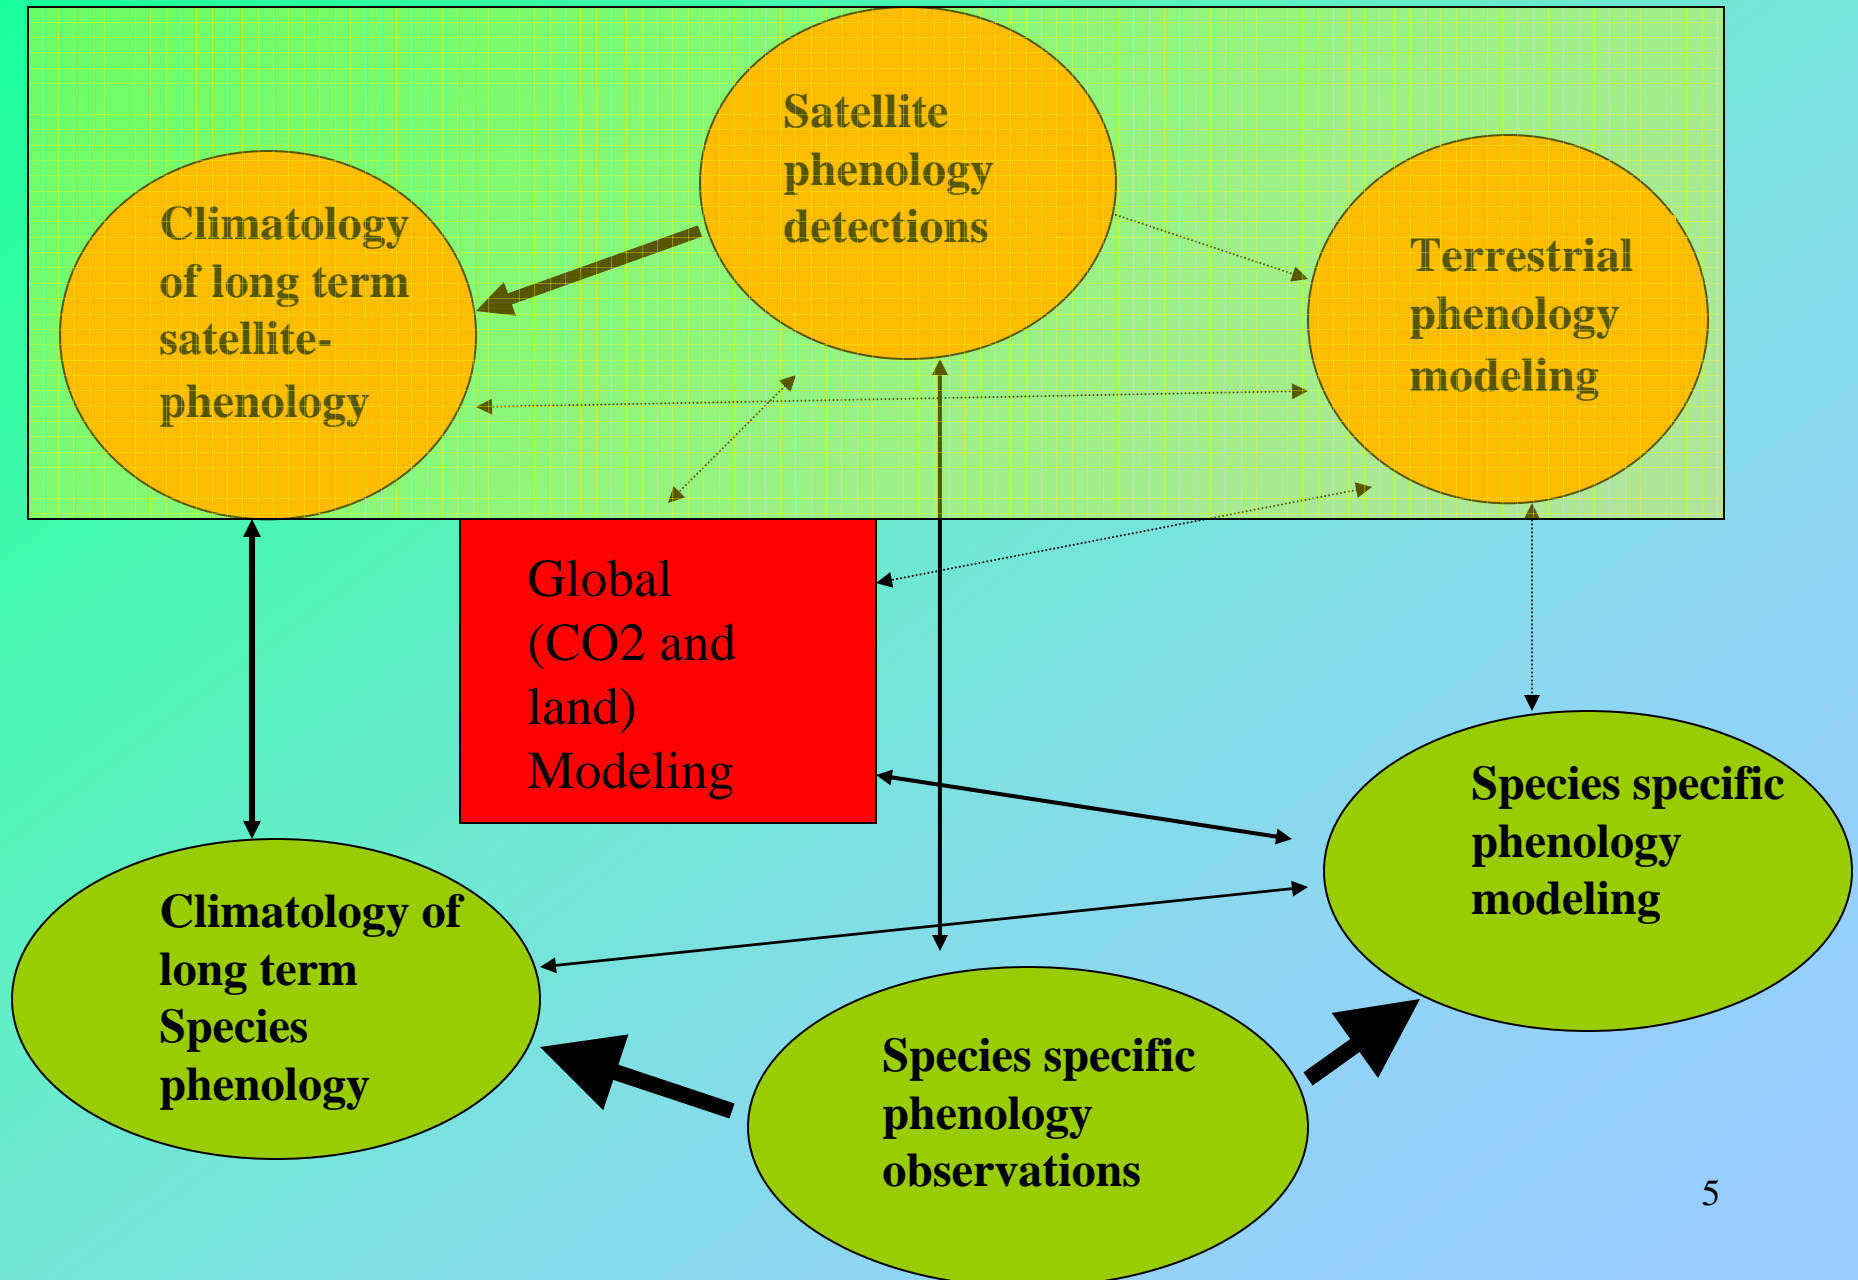 Satellite
phenology
detections
Climatology
of long term
satellite-
phenology
Terrestrial
phenology
modeling
Global
(CO2 and
land)
Modeling
Species specific
phenology
modeling
Climatology of
long term
Species
phenology
Species specific
phenology
observations
5